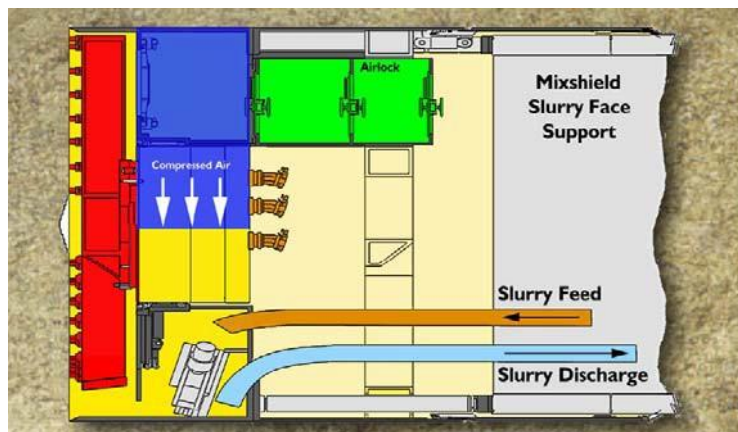 Airlock
Mixshield
Slurry Face
Support
Compressed Air
Slurry Feed
Slurry Discharge